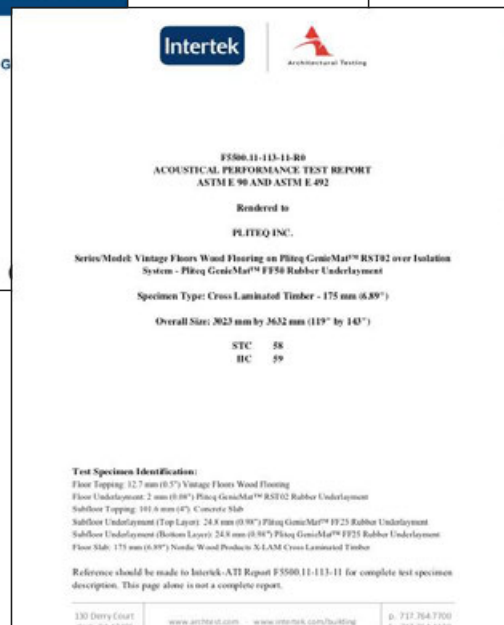 G
Intertek
Architectural Testing
F5500.11-113-11-R0
ACOUSTICAL PERFORMANCE TEST REPORT
ASTM E 90 AND ASTM E 492
Rendered to
PLITEQ INC.
Series/Model: Vintage Floors Wood Flooring on Pliteq GenieMat™ RST02 over Isolation
System - Pliteq GenieMat™ FF50 Rubber Underlayment
Specimen Type: Cross Laminated Timber - 175 mm (6.89")
Overall Size: 3023 mm by 3632 mm (119" by 143")
STC 58
IIC 59
Test Specimen Identification:
Floor Topping: 12.7 mm (0.5") Vintage Floors Wood Flooring
Floor Underlayment: 2 mm (0.08") Pliteq GenieMat™ RST02 Rubber Underlayment
Subfloor Topping: 101.6 mm (4") Concrete Slab
Subfloor Underlayment (Top Layer): 24.8 mm (0.98") Pliteq GenieMat™ FF25 Rubber Underlayment
Subfloor Underlayment (Bottom Layer): 24.8 mm (0.98") Pliteq GenieMat™ FF25 Rubber Underlayment
Floor Slab: 175 mm (6.89") Nordic Wood Products X-LAM Cross Laminated Timber
Reference should be made to Intertek-ATI Report F5500.11-113-11 for complete test specimen
description. This page alone is not a complete report.
130 Derry Court
www.archtest.com www.intertek.com/building
p. 717.764.7700